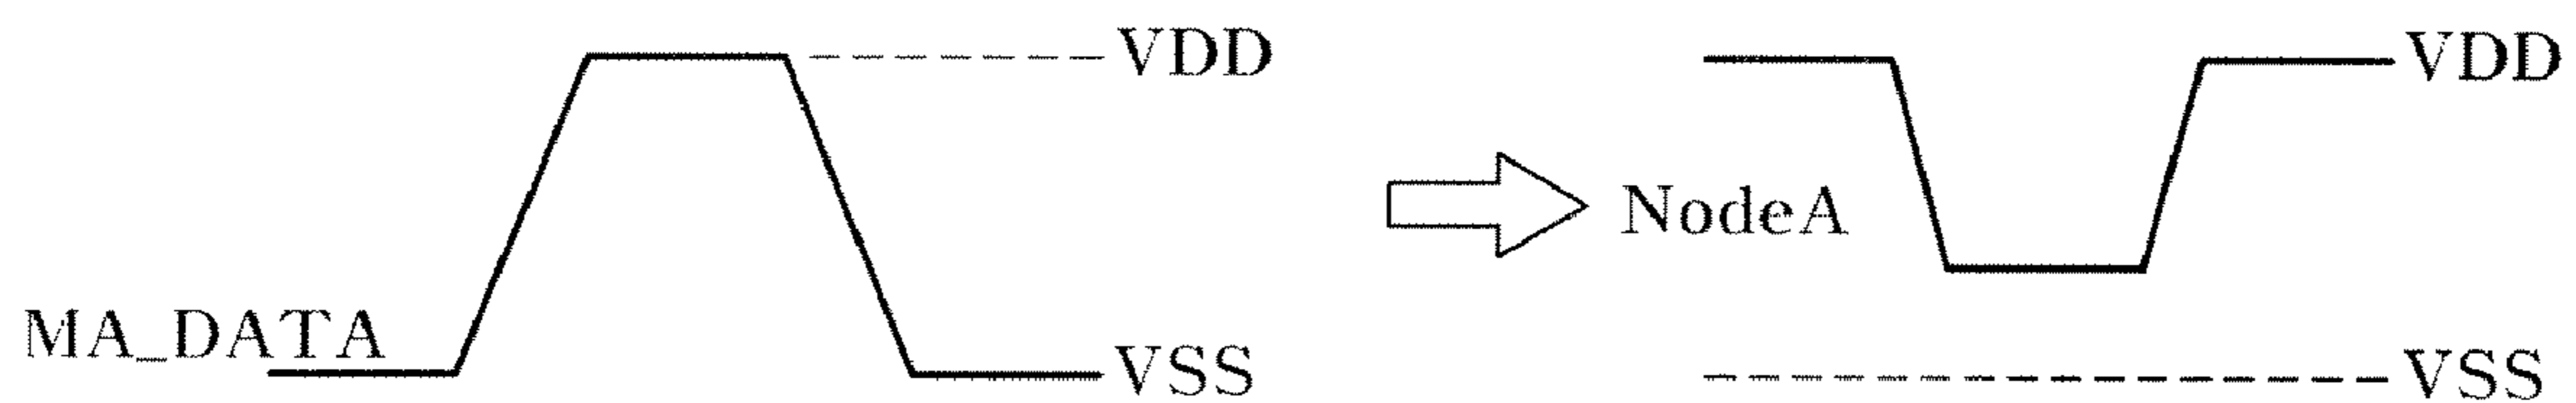 VDD
MA_DATA
VSS
NodeA
VDD
VSS